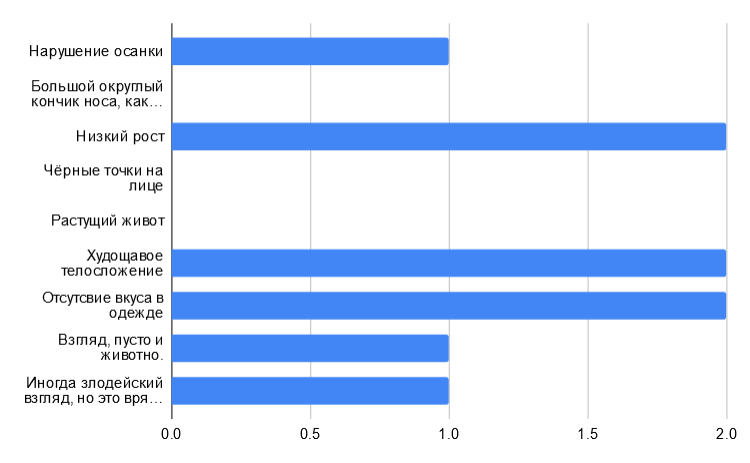 Нарушение осанки
Большой округлый
кончик носа, как…
Низкий рост
Чёрные точки на
лице
Растущий живот
Худощавое
телосложение
Отсутсвие вкуса в
одежде
Взгляд, пусто и
животно.
Иногда злодейский
взгляд, но это вря…
0.0 0.5 1.0 1.5 2.0